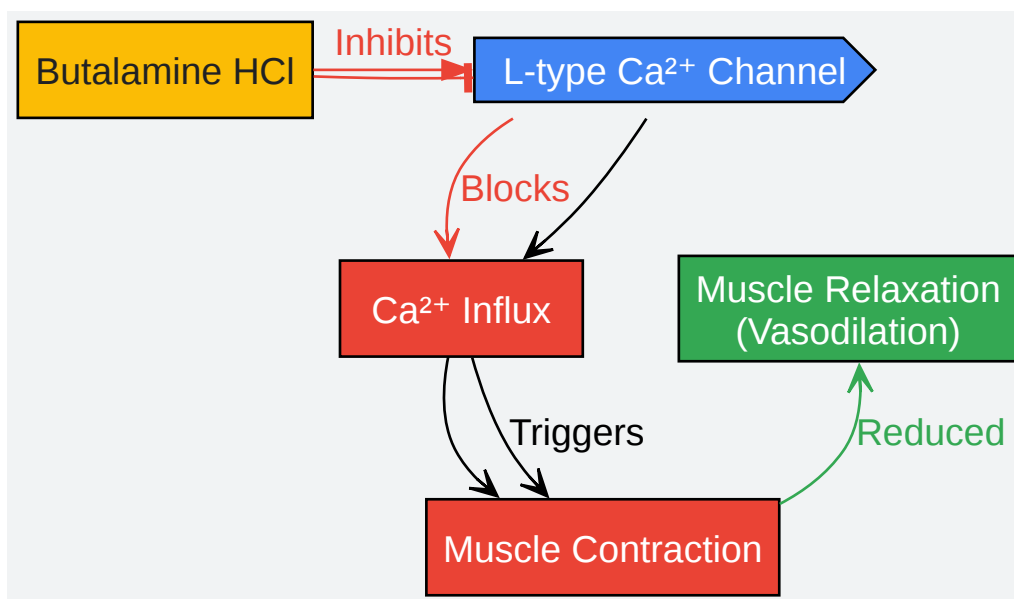 Inhibits
Butalamine HCl
L-type Ca²⁺ Channel
Blocks
Ca²⁺ Influx
Muscle Relaxation
(Vasodilation)
Triggers
Reduced
Muscle Contraction